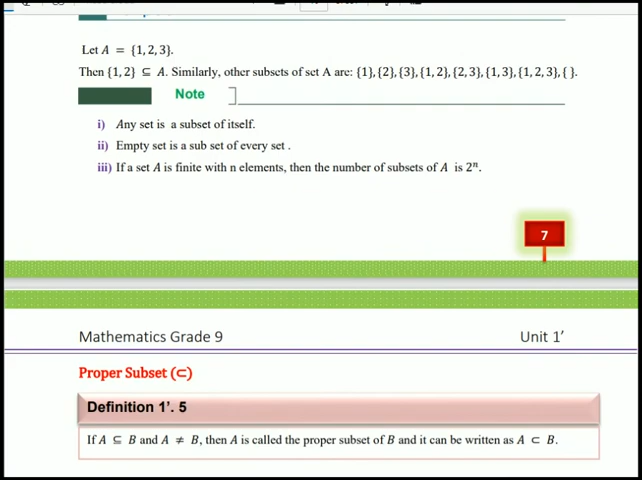 Let A = {1, 2, 3}.
Then {1, 2} ⊆ A. Similarly, other subsets of set A are: {1}, {2}, {3}, {1, 2}, {2, 3}, {1, 3}, {1, 2, 3}, { }.
Note
i) Any set is a subset of itself.
ii) Empty set is a sub set of every set .
iii) If a set A is finite with n elements, then the number of subsets of A is 2ⁿ.
7
Mathematics Grade 9 Unit 1′
Proper Subset (⊂)
Definition 1’. 5
If A ⊆ B and A ≠ B, then A is called the proper subset of B and it can be written as A ⊂ B.